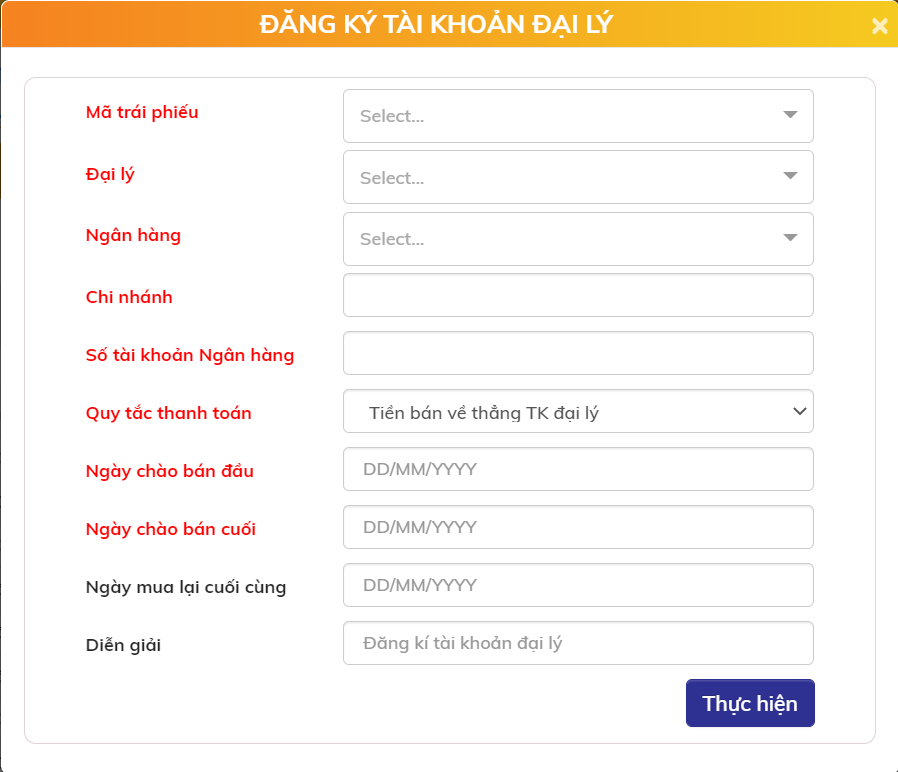 ĐĂNG KÝ TÀI KHOẢN ĐẠI LÝ
Mã trái phiếu Select...
Đại lý Select...
Ngân hàng Select...
Chi nhánh
Số tài khoản Ngân hàng
Quy tắc thanh toán Tiền bán về thẳng TK đại lý
Ngày chào bán đầu DD/MM/YYYY
Ngày chào bán cuối DD/MM/YYYY
Ngày mua lại cuối cùng DD/MM/YYYY
Diễn giải Đăng kí tài khoản đại lý
Thực hiện